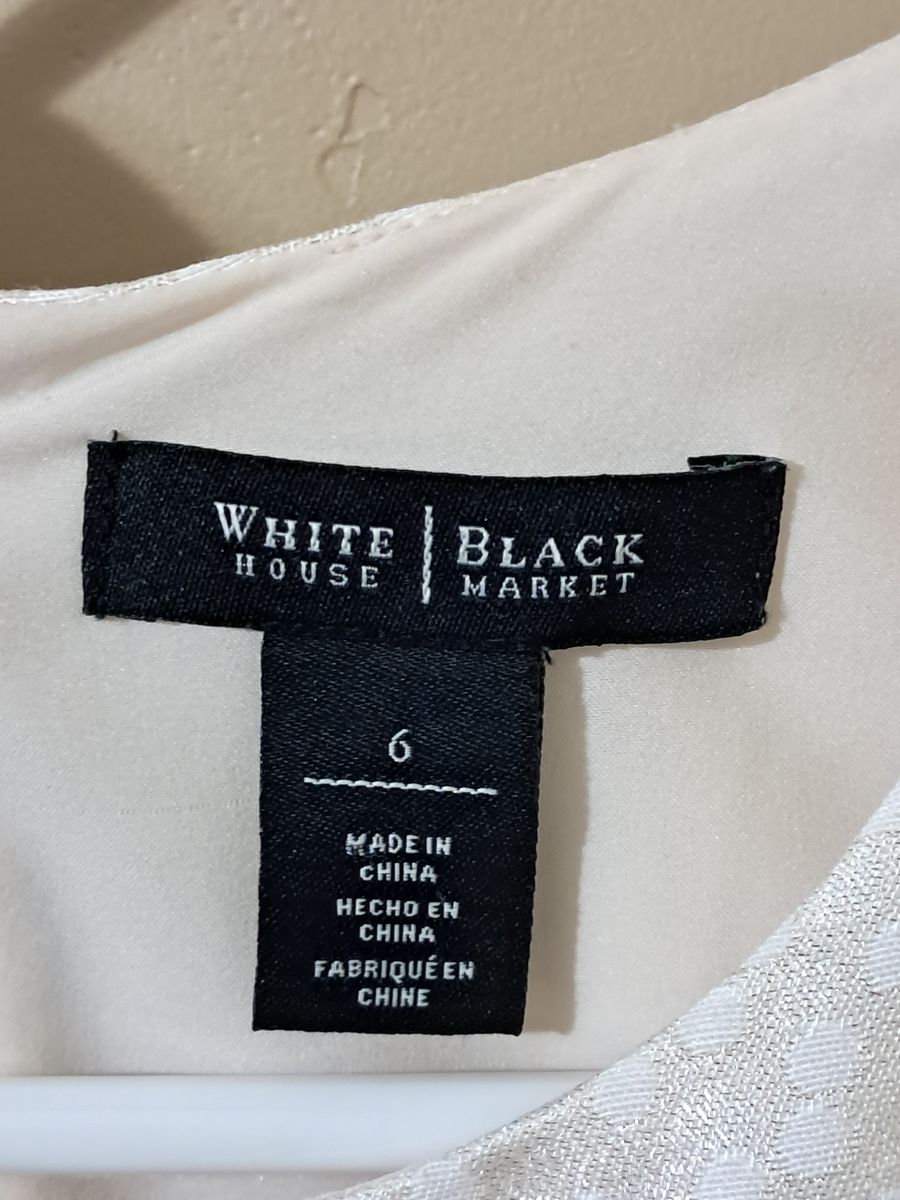 WHITE | BLACK
HOUSE | MARKET
6
MADE IN
CHINA
HECHO EN
CHINA
FABRIQUÉ EN
CHINE